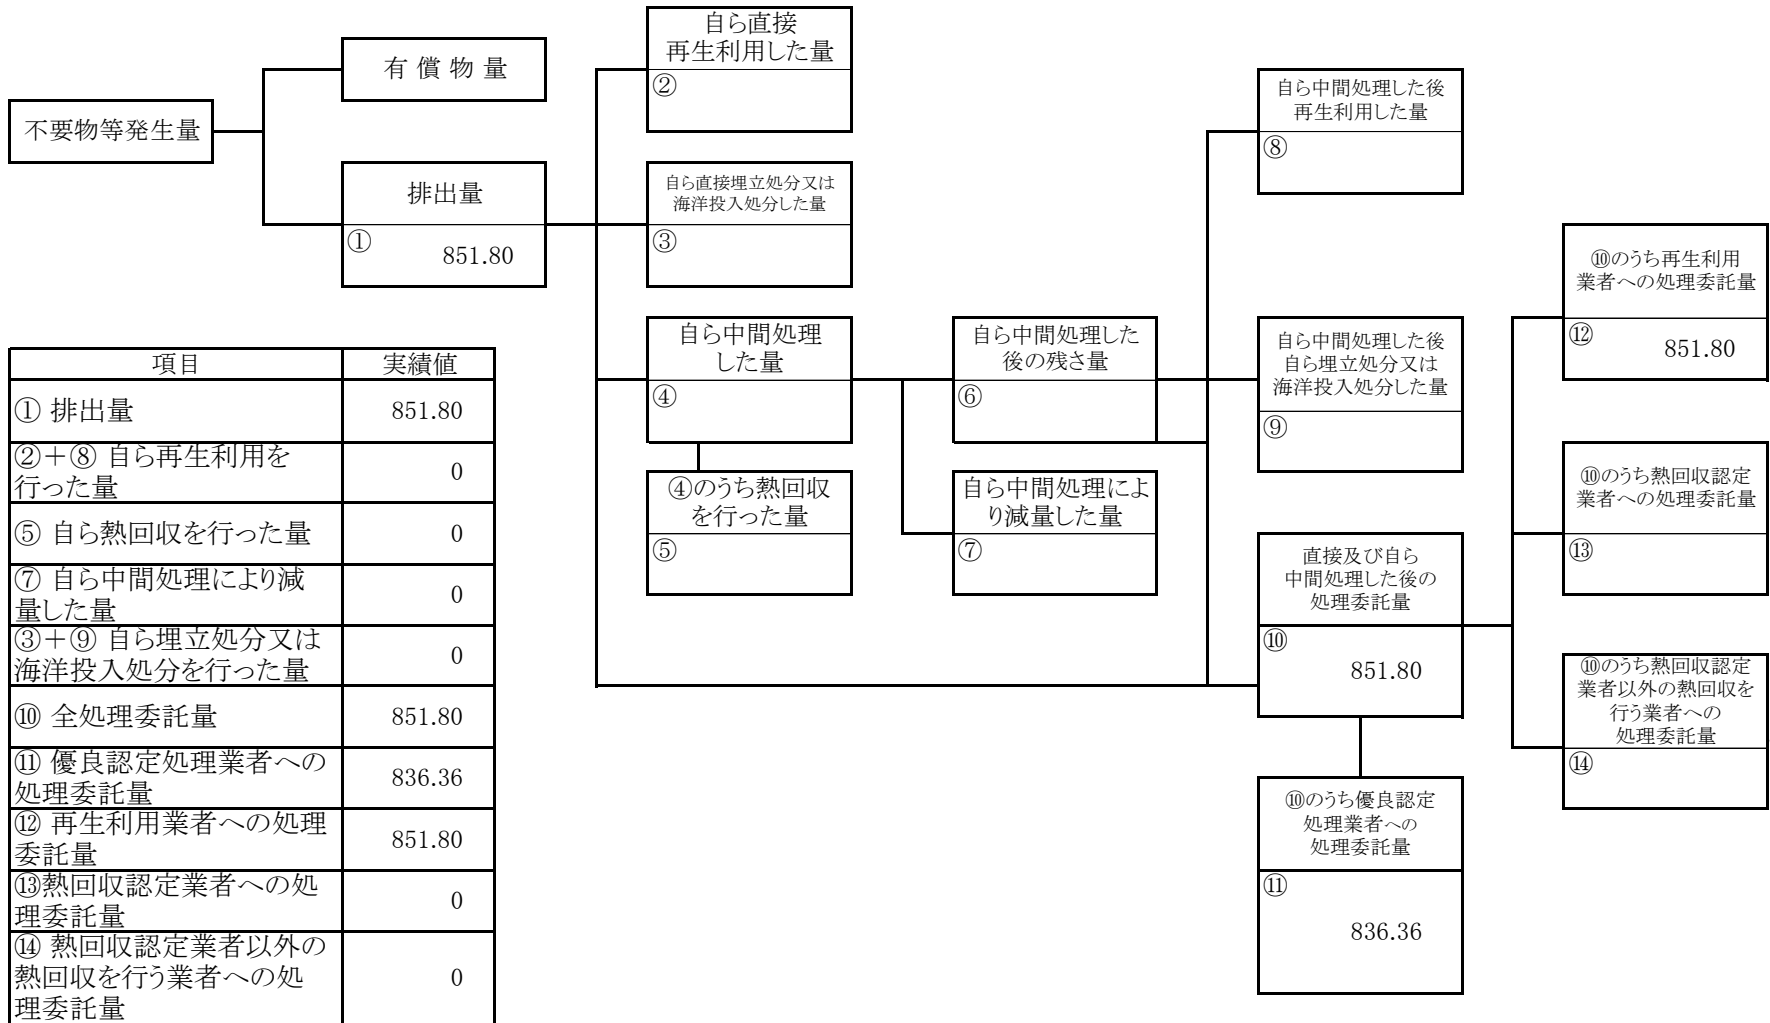 不要物等発生量
有 償 物 量
排出量
①
851.80
自ら直接
再生利用した量
②
自ら直接埋立処分又は
海洋投入処分した量
③
自ら中間処理
した量
④
④のうち熱回収
を行った量
⑤
自ら中間処理した
後の残さ量
⑥
自ら中間処理によ
り減量した量
⑦
自ら中間処理した後
再生利用した量
⑧
自ら中間処理した後
自ら埋立処分又は
海洋投入処分した量
⑨
直接及び自ら
中間処理した後の
処理委託量
⑩
851.80
⑩のうち優良認定
処理業者への
処理委託量
⑪
836.36
⑩のうち再生利用
業者への処理委託量
⑫
851.80
⑩のうち熱回収認定
業者への処理委託量
⑬
⑩のうち熱回収認定
業者以外の熱回収を
行う業者への
処理委託量
⑭
項目 実績値
① 排出量 851.80
②＋⑧ 自ら再生利用を
行った量 0
⑤ 自ら熱回収を行った量 0
⑦ 自ら中間処理により減
量した量 0
③＋⑨ 自ら埋立処分又は
海洋投入処分を行った量 0
⑩ 全処理委託量 851.80
⑪ 優良認定処理業者への
処理委託量 836.36
⑫ 再生利用業者への処理
委託量 851.80
⑬熱回収認定業者への処
理委託量 0
⑭ 熱回収認定業者以外の
熱回収を行う業者への処
理委託量 0